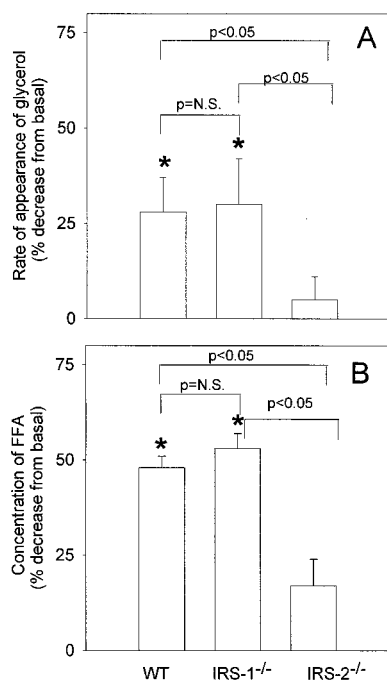 75
p<0.05
A
p<0.05
p=N.S.
50
*
*
25
0
Rate of appearance of glycerol
(% decrease from basal)
75
p<0.05
B
p=N.S.
p<0.05
*
*
50
25
0
Concentration of FFA
(% decrease from basal)
WT IRS-1-/- IRS-2-/-